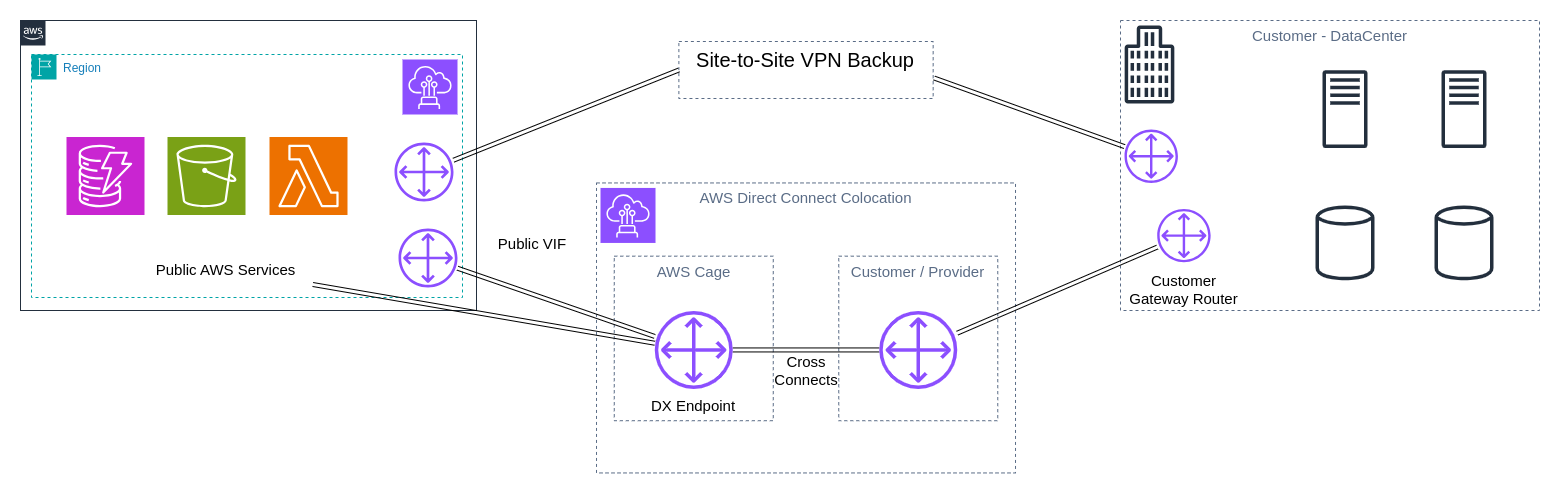 aws
Region
Public AWS Services
Public VIF
Site-to-Site VPN Backup
AWS Direct Connect Colocation
AWS Cage
DX Endpoint
Cross
Connects
Customer / Provider
Customer - DataCenter
Customer
Gateway Router